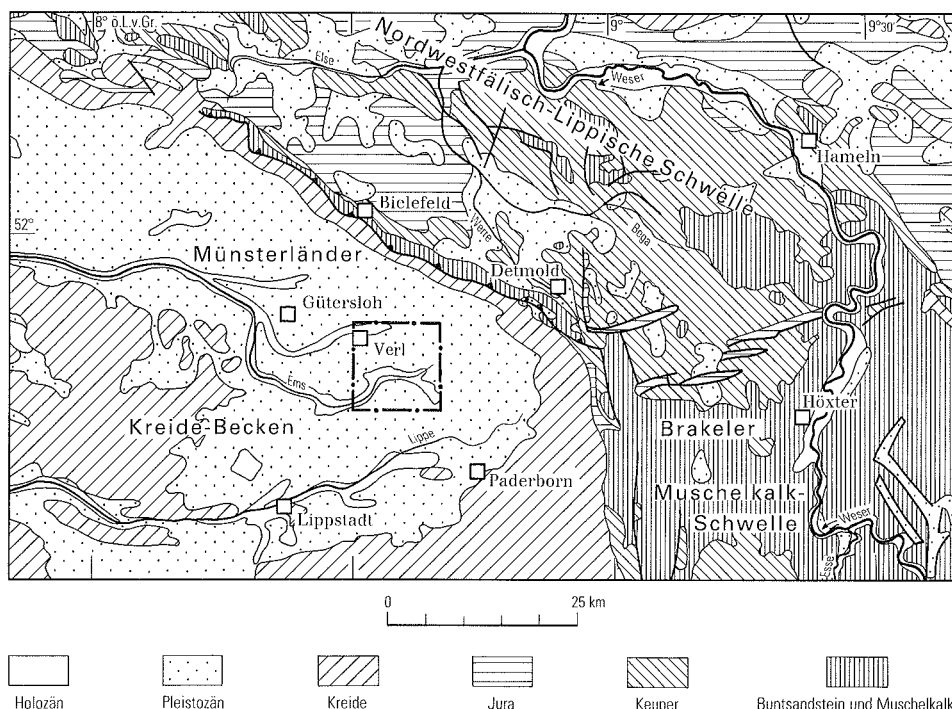 8° ö.L.v.Gr.
9°
9° 30'
Else
Nordwestfälisch-Lippische Schwelle
Weser
Hameln
Bielefeld
52°
Werre
Bega
Münsterländer
Detmold
Gütersloh
Verl
Ems
Höxter
Kreide-Becken
Brakeler
Lippe
Paderborn
Muschelkalk-
Schwelle
Lippstadt
Weser
Esse
0 25 km
Holozän Pleistozän Kreide Jura Keuper Buntsandstein und Muschelkalk